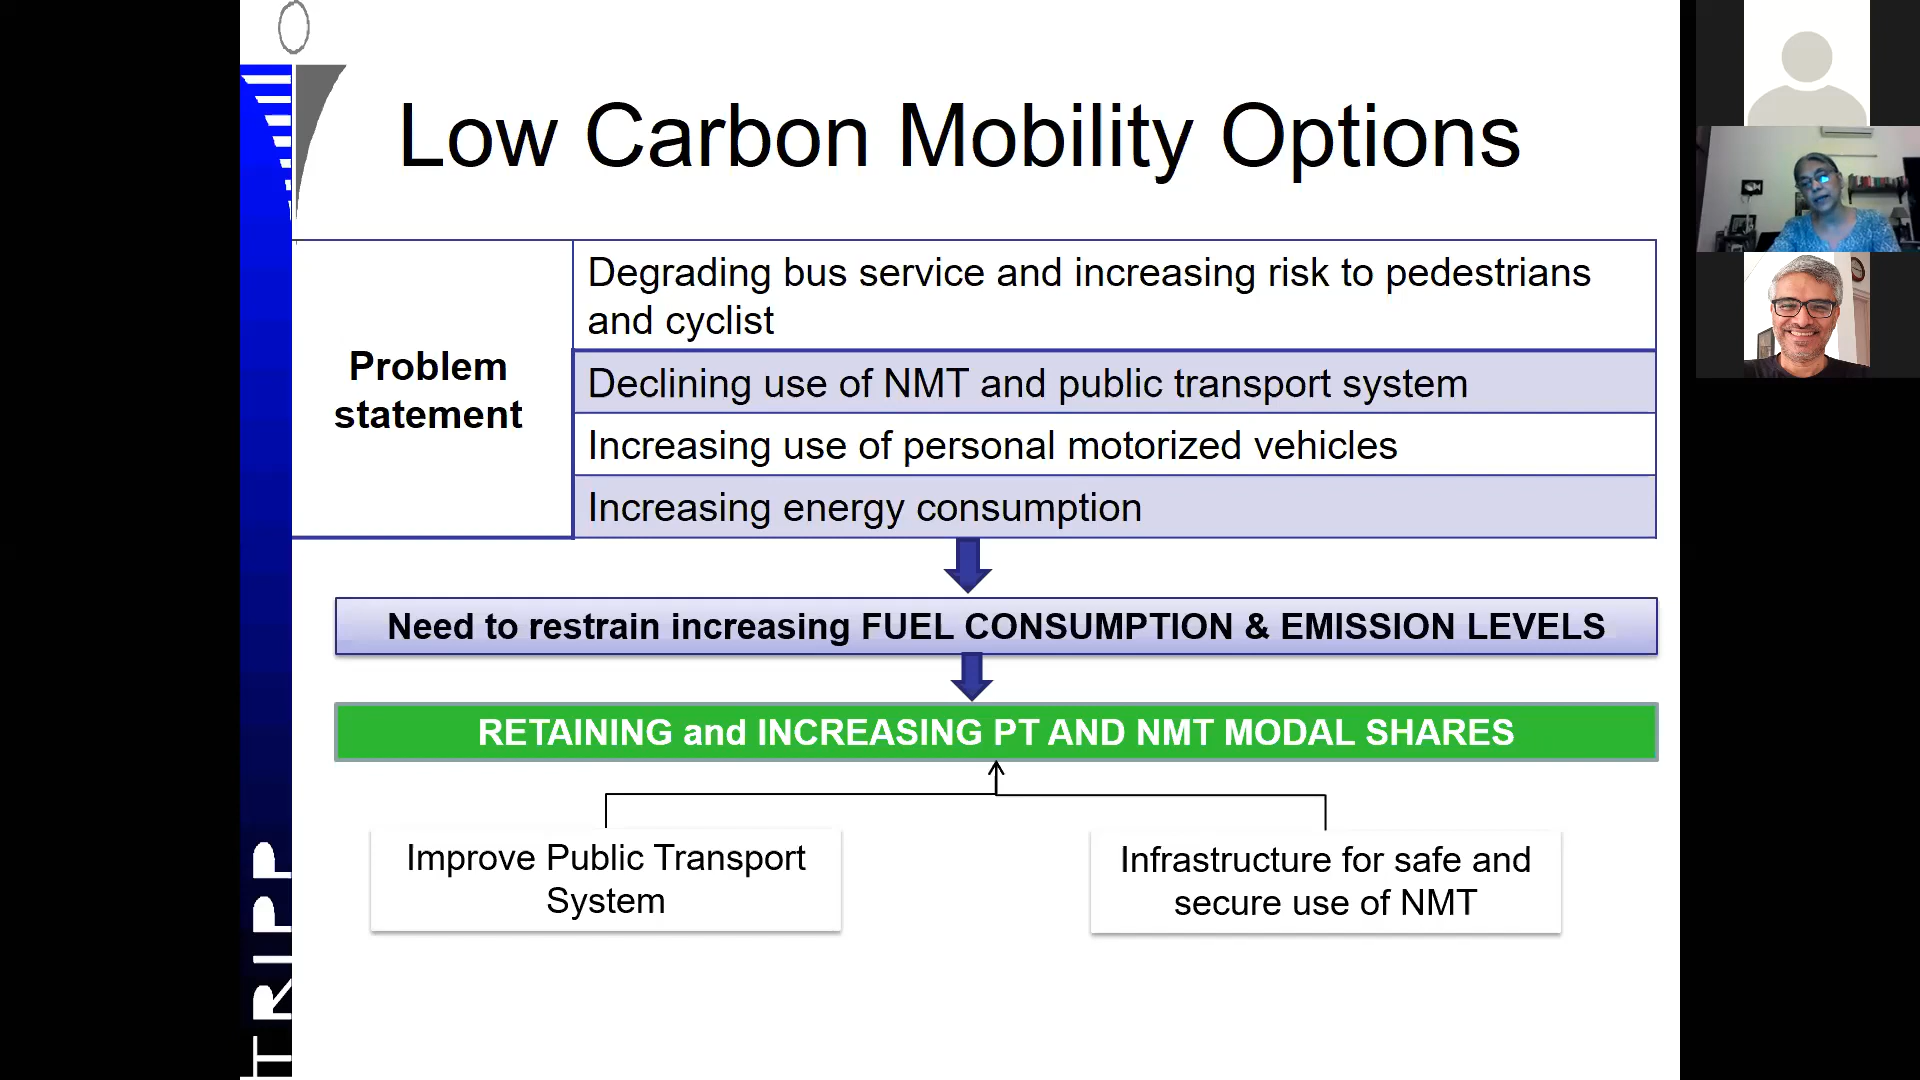 Low Carbon Mobility Options
Problem
statement
Degrading bus service and increasing risk to pedestrians
and cyclist
Declining use of NMT and public transport system
Increasing use of personal motorized vehicles
Increasing energy consumption
Need to restrain increasing FUEL CONSUMPTION & EMISSION LEVELS
RETAINING and INCREASING PT AND NMT MODAL SHARES
Improve Public Transport
System
Infrastructure for safe and
secure use of NMT
TRIPP